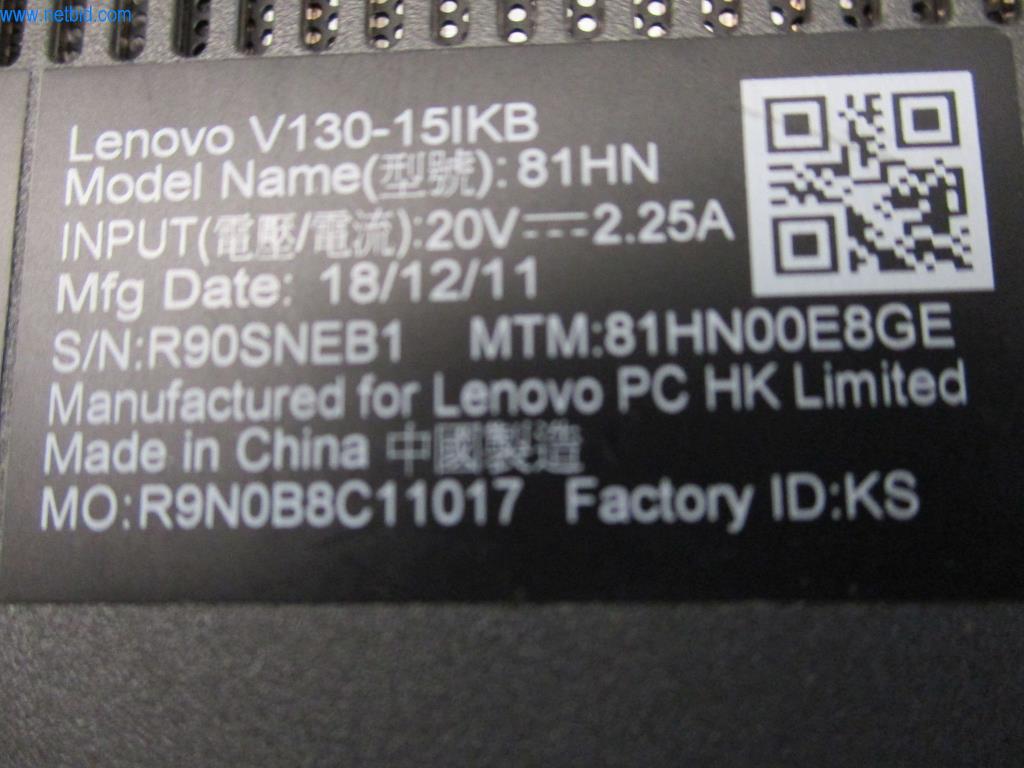 www.netbid.com
Lenovo V130-15IKB
Model Name(型號): 81HN
INPUT(電壓/電流):20V⎓2.25A
Mfg Date: 18/12/11
S/N:R90SNEB1 MTM:81HN00E8GE
Manufactured for Lenovo PC HK Limited
Made in China 中國製造
MO:R9N0B8C11017 Factory ID:KS